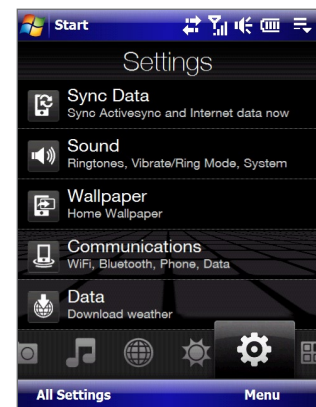 Start
Settings
Sync Data
Sync Activesync and Internet data now
Sound
Ringtones, Vibrate/Ring Mode, System
Wallpaper
Home Wallpaper
Communications
WiFi, Bluetooth, Phone, Data
Data
Download weather
All Settings Menu